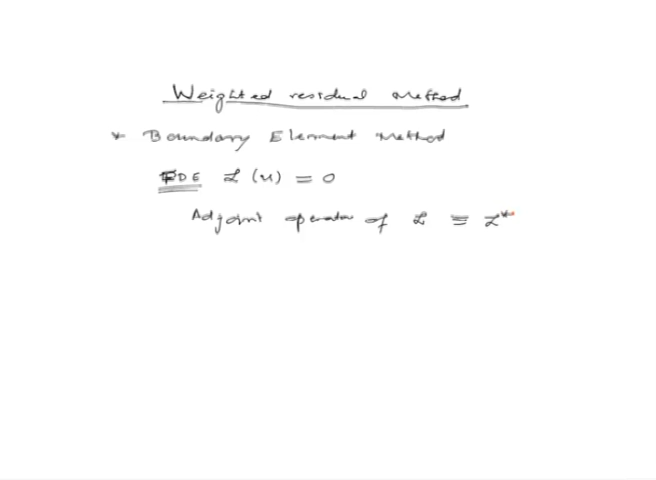 Weighted residual Method
* Boundary Element Method
PDE L (u) = 0
Adjoint operator of L ≡ L*